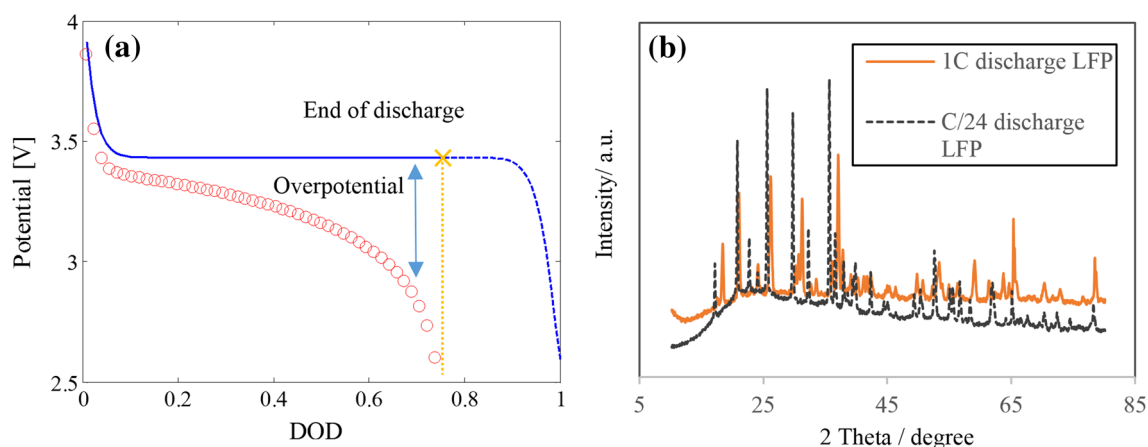 (a)
End of discharge
Overpotential
Potential [V]
4
3.5
3
2.5
0 0.2 0.4 0.6 0.8 1
DOD
(b)
1C discharge LFP
C/24 discharge
LFP
Intensity/ a.u.
5 25 45 65 85
2 Theta / degree